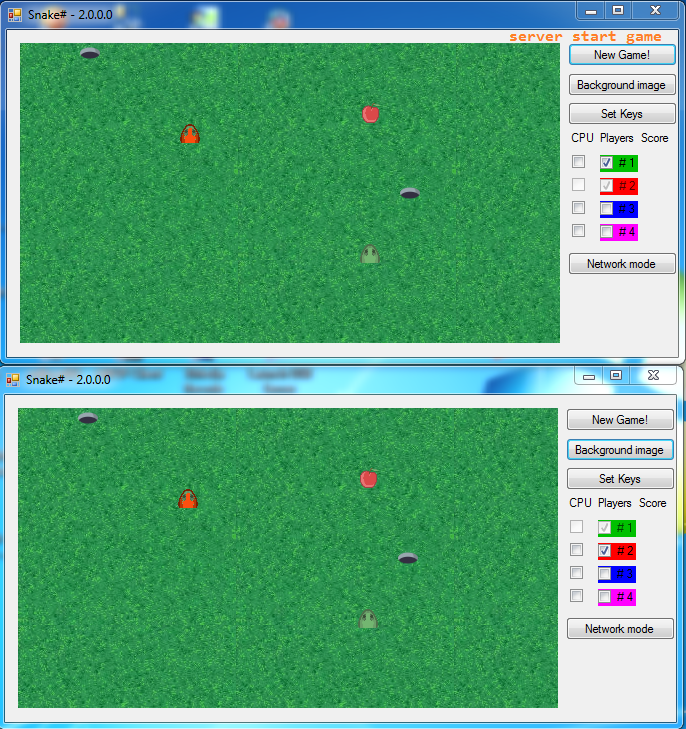 Snake# - 2.0.0.0
server start game
New Game!
Background image
Set Keys
CPU Players Score
# 1
# 2
# 3
# 4
Network mode
Snake# - 2.0.0.0
New Game!
Background image
Set Keys
CPU Players Score
# 1
# 2
# 3
# 4
Network mode